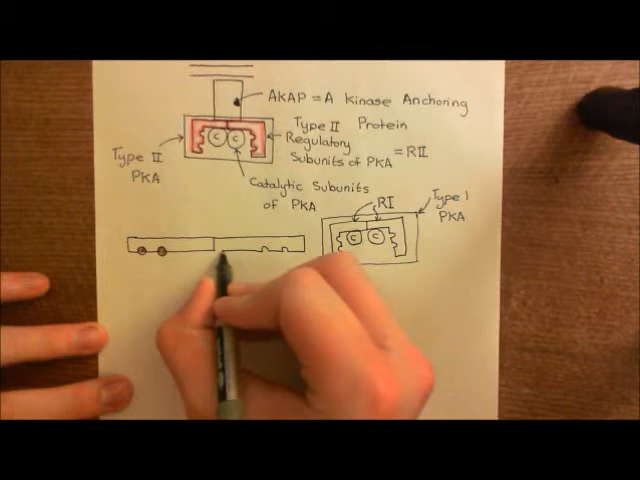 AKAP = A Kinase Anchoring
Type II Protein
Regulatory
Subunits of PKA = RII
Type II
PKA
C C
Catalytic Subunits
of PKA
RI
Type 1
PKA
C C